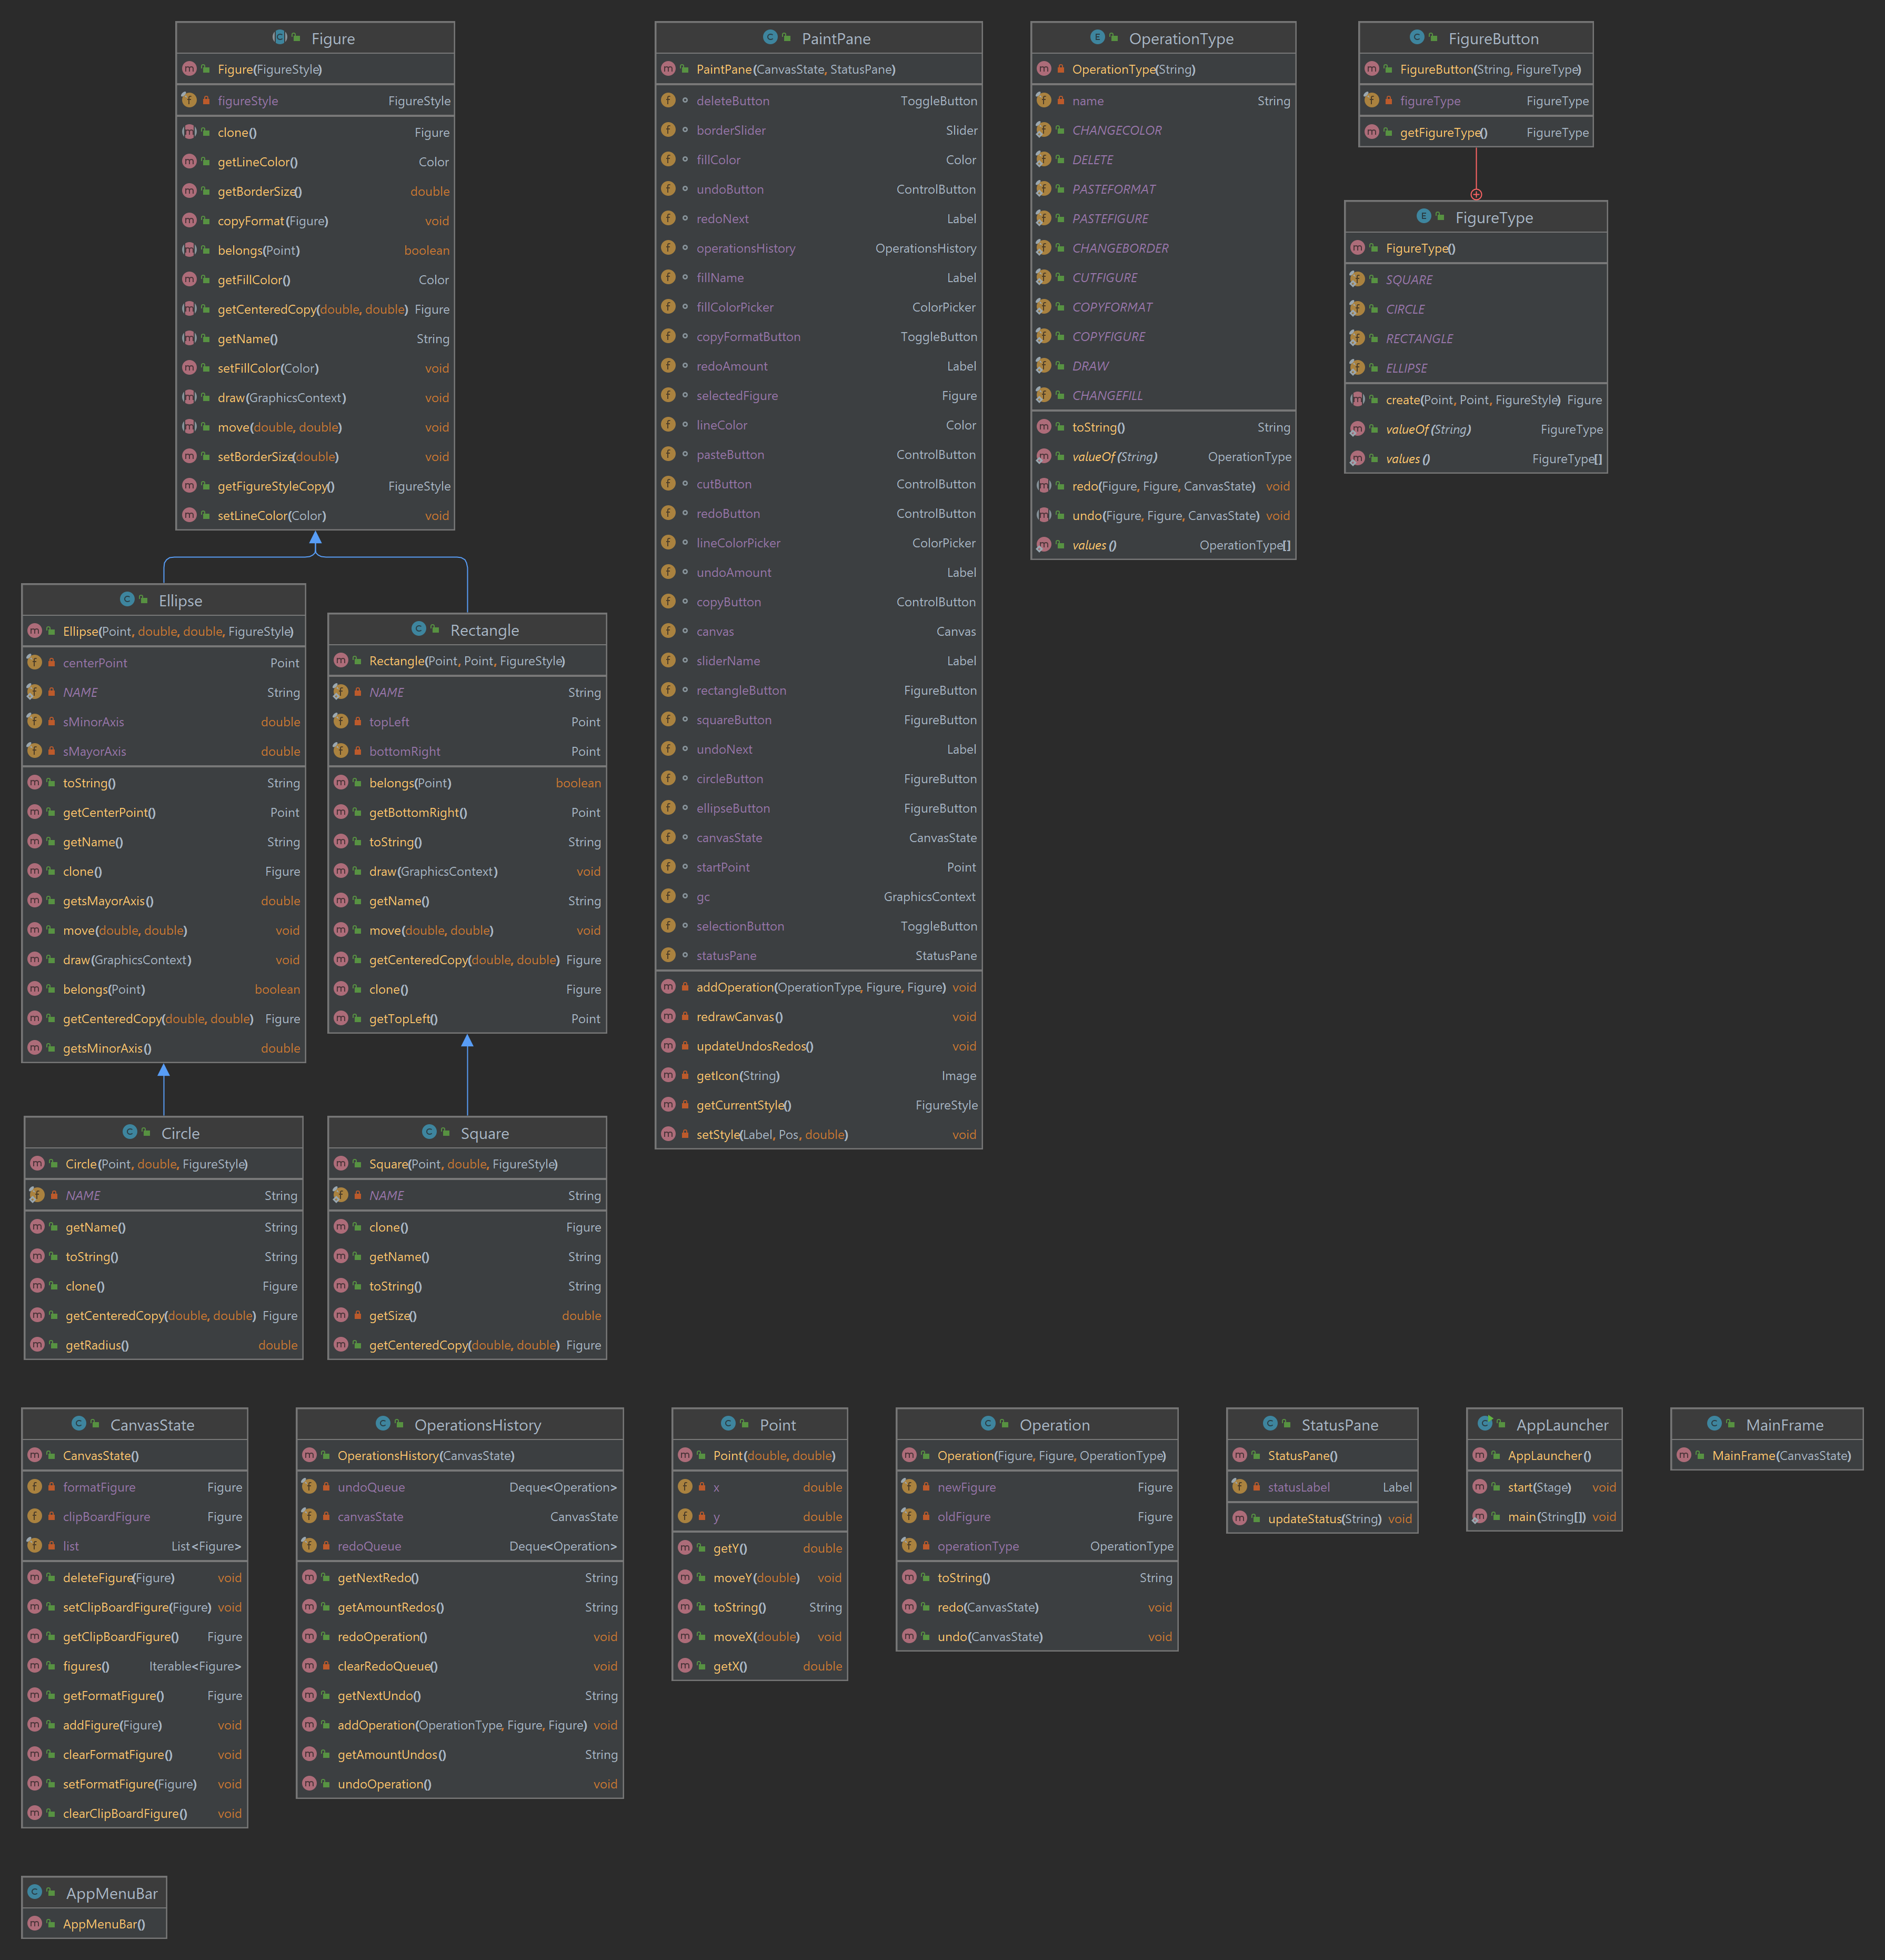 Figure
Figure(FigureStyle)
figureStyle FigureStyle
clone() Figure
getLineColor() Color
getBorderSize() double
copyFormat(Figure) void
belongs(Point) boolean
getFillColor() Color
getCenteredCopy(double, double) Figure
getName() String
setFillColor(Color) void
draw(GraphicsContext) void
move(double, double) void
setBorderSize(double) void
getFigureStyleCopy() FigureStyle
setLineColor(Color) void
Ellipse
Ellipse(Point, double, double, FigureStyle)
centerPoint Point
NAME String
sMinorAxis double
sMayorAxis double
toString() String
getCenterPoint() Point
getName() String
clone() Figure
getsMayorAxis() double
move(double, double) void
draw(GraphicsContext) void
belongs(Point) boolean
getCenteredCopy(double, double) Figure
getsMinorAxis() double
Rectangle
Rectangle(Point, Point, FigureStyle)
NAME String
topLeft Point
bottomRight Point
belongs(Point) boolean
getBottomRight() Point
toString() String
draw(GraphicsContext) void
getName() String
move(double, double) void
getCenteredCopy(double, double) Figure
clone() Figure
getTopLeft() Point
Circle
Circle(Point, double, FigureStyle)
NAME String
getName() String
toString() String
clone() Figure
getCenteredCopy(double, double) Figure
getRadius() double
Square
Square(Point, double, FigureStyle)
NAME String
clone() Figure
getName() String
toString() String
getSize() double
getCenteredCopy(double, double) Figure
PaintPane
PaintPane(CanvasState, StatusPane)
deleteButton ToggleButton
borderSlider Slider
fillColor Color
undoButton ControlButton
redoNext Label
operationsHistory OperationsHistory
fillName Label
fillColorPicker ColorPicker
copyFormatButton ToggleButton
redoAmount Label
selectedFigure Figure
lineColor Color
pasteButton ControlButton
cutButton ControlButton
redoButton ControlButton
lineColorPicker ColorPicker
undoAmount Label
copyButton ControlButton
canvas Canvas
sliderName Label
rectangleButton FigureButton
squareButton FigureButton
undoNext Label
circleButton FigureButton
ellipseButton FigureButton
canvasState CanvasState
startPoint Point
gc GraphicsContext
selectionButton ToggleButton
statusPane StatusPane
addOperation(OperationType, Figure, Figure) void
redrawCanvas() void
updateUndosRedos() void
getIcon(String) Image
getCurrentStyle() FigureStyle
setStyle(Label, Pos, double) void
OperationType
OperationType(String)
name String
CHANGECOLOR
DELETE
PASTEFORMAT
PASTEFIGURE
CHANGEBORDER
CUTFIGURE
COPYFORMAT
COPYFIGURE
DRAW
CHANGEFILL
toString() String
valueOf(String) OperationType
redo(Figure, Figure, CanvasState) void
undo(Figure, Figure, CanvasState) void
values() OperationType[]
FigureButton
FigureButton(String, FigureType)
figureType FigureType
getFigureType() FigureType
FigureType
FigureType()
SQUARE
CIRCLE
RECTANGLE
ELLIPSE
create(Point, Point, FigureStyle) Figure
valueOf(String) FigureType
values() FigureType[]
CanvasState
CanvasState()
formatFigure Figure
clipBoardFigure Figure
list List<Figure>
deleteFigure(Figure) void
setClipBoardFigure(Figure) void
getClipBoardFigure() Figure
figures() Iterable<Figure>
getFormatFigure() Figure
addFigure(Figure) void
clearFormatFigure() void
setFormatFigure(Figure) void
clearClipBoardFigure() void
OperationsHistory
OperationsHistory(CanvasState)
undoQueue Deque<Operation>
canvasState CanvasState
redoQueue Deque<Operation>
getNextRedo() String
getAmountRedos() String
redoOperation() void
clearRedoQueue() void
getNextUndo() String
addOperation(OperationType, Figure, Figure) void
getAmountUndos() String
undoOperation() void
Point
Point(double, double)
x double
y double
getY() double
moveY(double) void
toString() String
moveX(double) void
getX() double
Operation
Operation(Figure, Figure, OperationType)
newFigure Figure
oldFigure Figure
operationType OperationType
toString() String
redo(CanvasState) void
undo(CanvasState) void
StatusPane
StatusPane()
statusLabel Label
updateStatus(String) void
AppLauncher
AppLauncher()
start(Stage) void
main(String[]) void
MainFrame
MainFrame(CanvasState)
AppMenuBar
AppMenuBar()